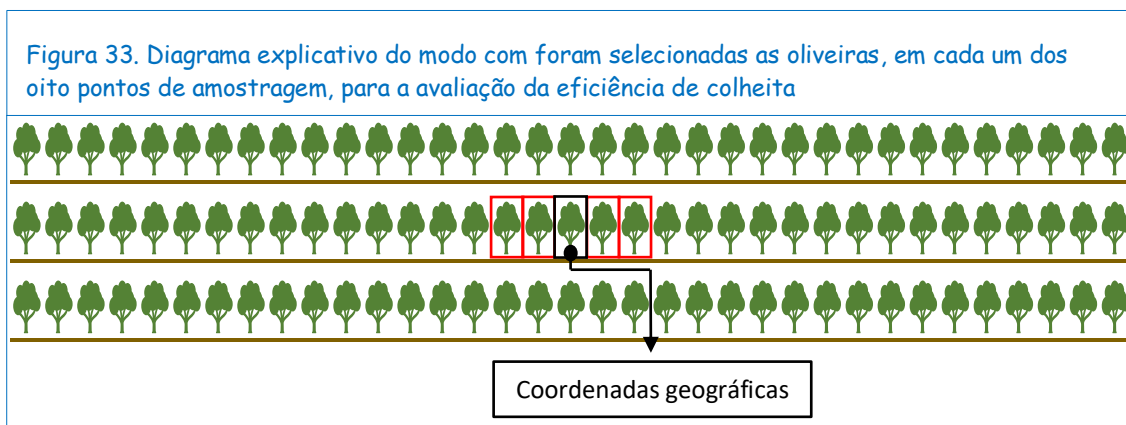 Figura 33. Diagrama explicativo do modo com foram selecionadas as oliveiras, em cada um dos
oito pontos de amostragem, para a avaliação da eficiência de colheita
Coordenadas geográficas